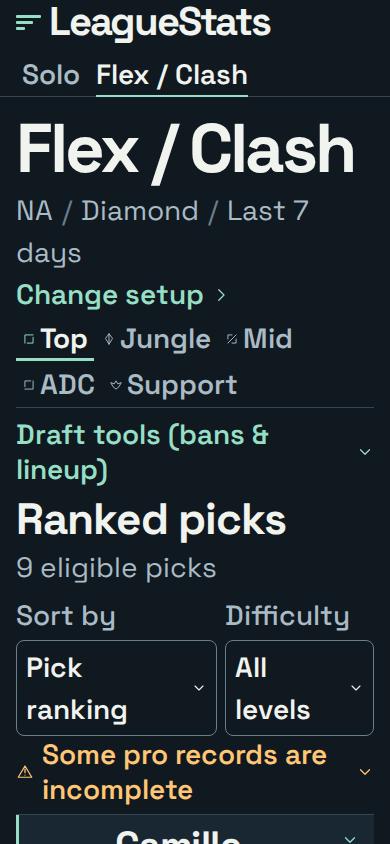 LeagueStats
Solo Flex / Clash
Flex / Clash
NA / Diamond / Last 7
days
Change setup
Top Jungle Mid
ADC Support
Draft tools (bans &
lineup)
Ranked picks
9 eligible picks
Sort by Difficulty
Pick All
ranking levels
Some pro records are
incomplete
Camille